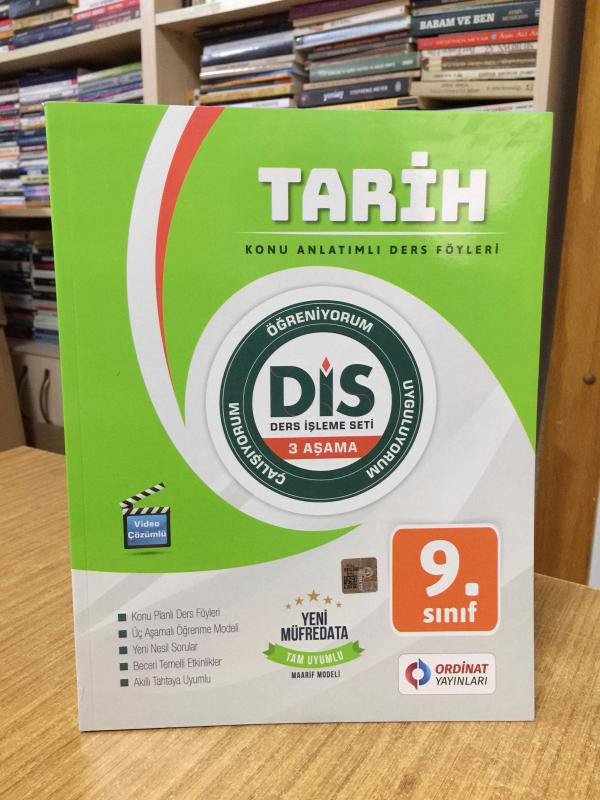 BABAM VE BEN
TARİH
KONU ANLATIMLI DERS FÖYLERİ
ÖĞRENİYORUM
UYGULUYORUM
ÇALIŞIYORUM
DİS
DERS İŞLEME SETİ
3 AŞAMA
Video
Çözümlü
9.
sınıf
Konu Planlı Ders Föyleri
Üç Aşamalı Öğrenme Modeli
Yeni Nesil Sorular
Beceri Temelli Etkinlikler
Akıllı Tahtaya Uyumlu
YENİ
MÜFREDATA
TAM UYUMLU
MAARİF MODELİ
ORDİNAT
YAYINLARI